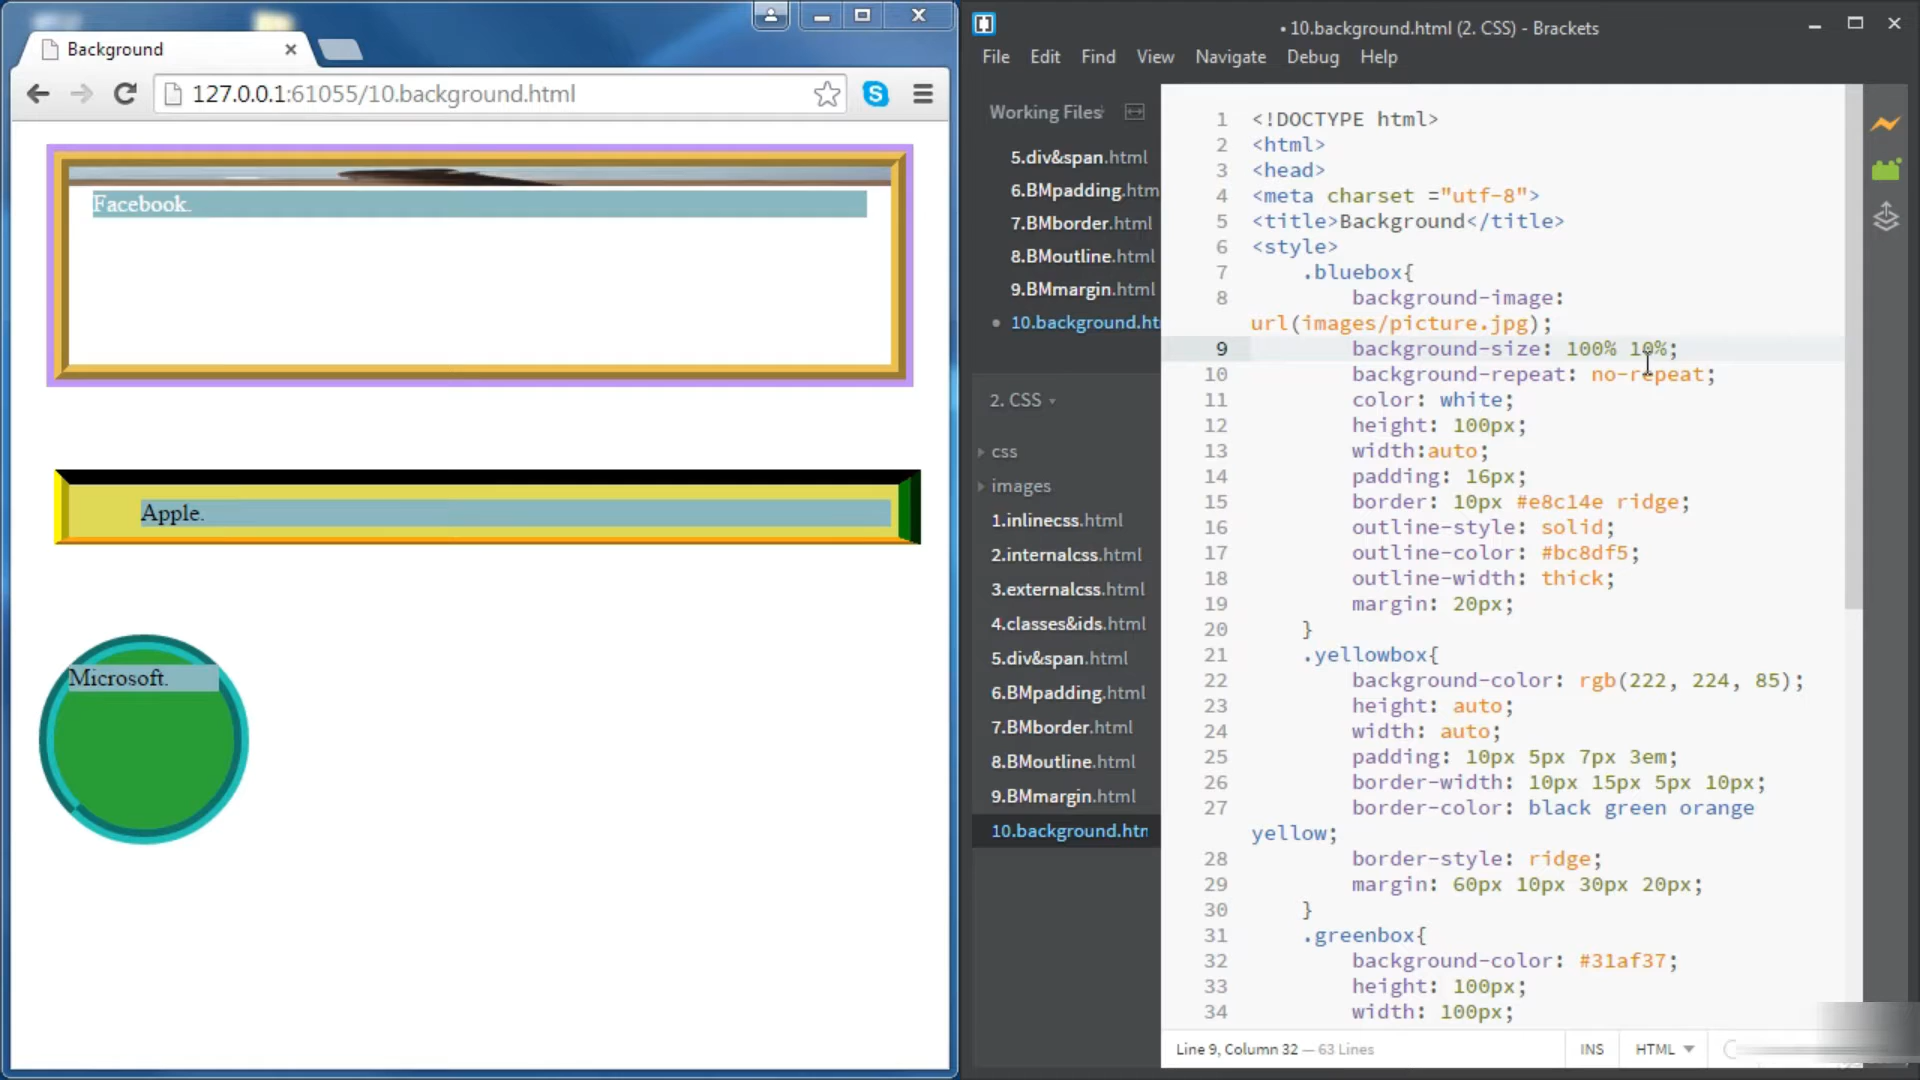 Background
127.0.0.1:61055/10.background.html
Facebook.
Apple.
Microsoft.
• 10.background.html (2. CSS) - Brackets
File Edit Find View Navigate Debug Help
Working Files
5.div&span.html
6.BMpadding.htm
7.BMborder.html
8.BMoutline.html
9.BMmargin.html
10.background.ht
2. CSS
css
images
1.inlinecss.html
2.internalcss.html
3.externalcss.html
4.classes&ids.html
5.div&span.html
6.BMpadding.html
7.BMborder.html
8.BMoutline.html
9.BMmargin.html
10.background.htr
1 <!DOCTYPE html>
2 <html>
3 <head>
4 <meta charset ="utf-8">
5 <title>Background</title>
6 <style>
7 .bluebox{
8 background-image:
url(images/picture.jpg);
9 background-size: 100% 10%;
10 background-repeat: no-repeat;
11 color: white;
12 height: 100px;
13 width:auto;
14 padding: 16px;
15 border: 10px #e8c14e ridge;
16 outline-style: solid;
17 outline-color: #bc8df5;
18 outline-width: thick;
19 margin: 20px;
20 }
21 .yellowbox{
22 background-color: rgb(222, 224, 85);
23 height: auto;
24 width: auto;
25 padding: 10px 5px 7px 3em;
26 border-width: 10px 15px 5px 10px;
27 border-color: black green orange
yellow;
28 border-style: ridge;
29 margin: 60px 10px 30px 20px;
30 }
31 .greenbox{
32 background-color: #31af37;
33 height: 100px;
34 width: 100px;
Line 9, Column 32 — 63 Lines
INS
HTML